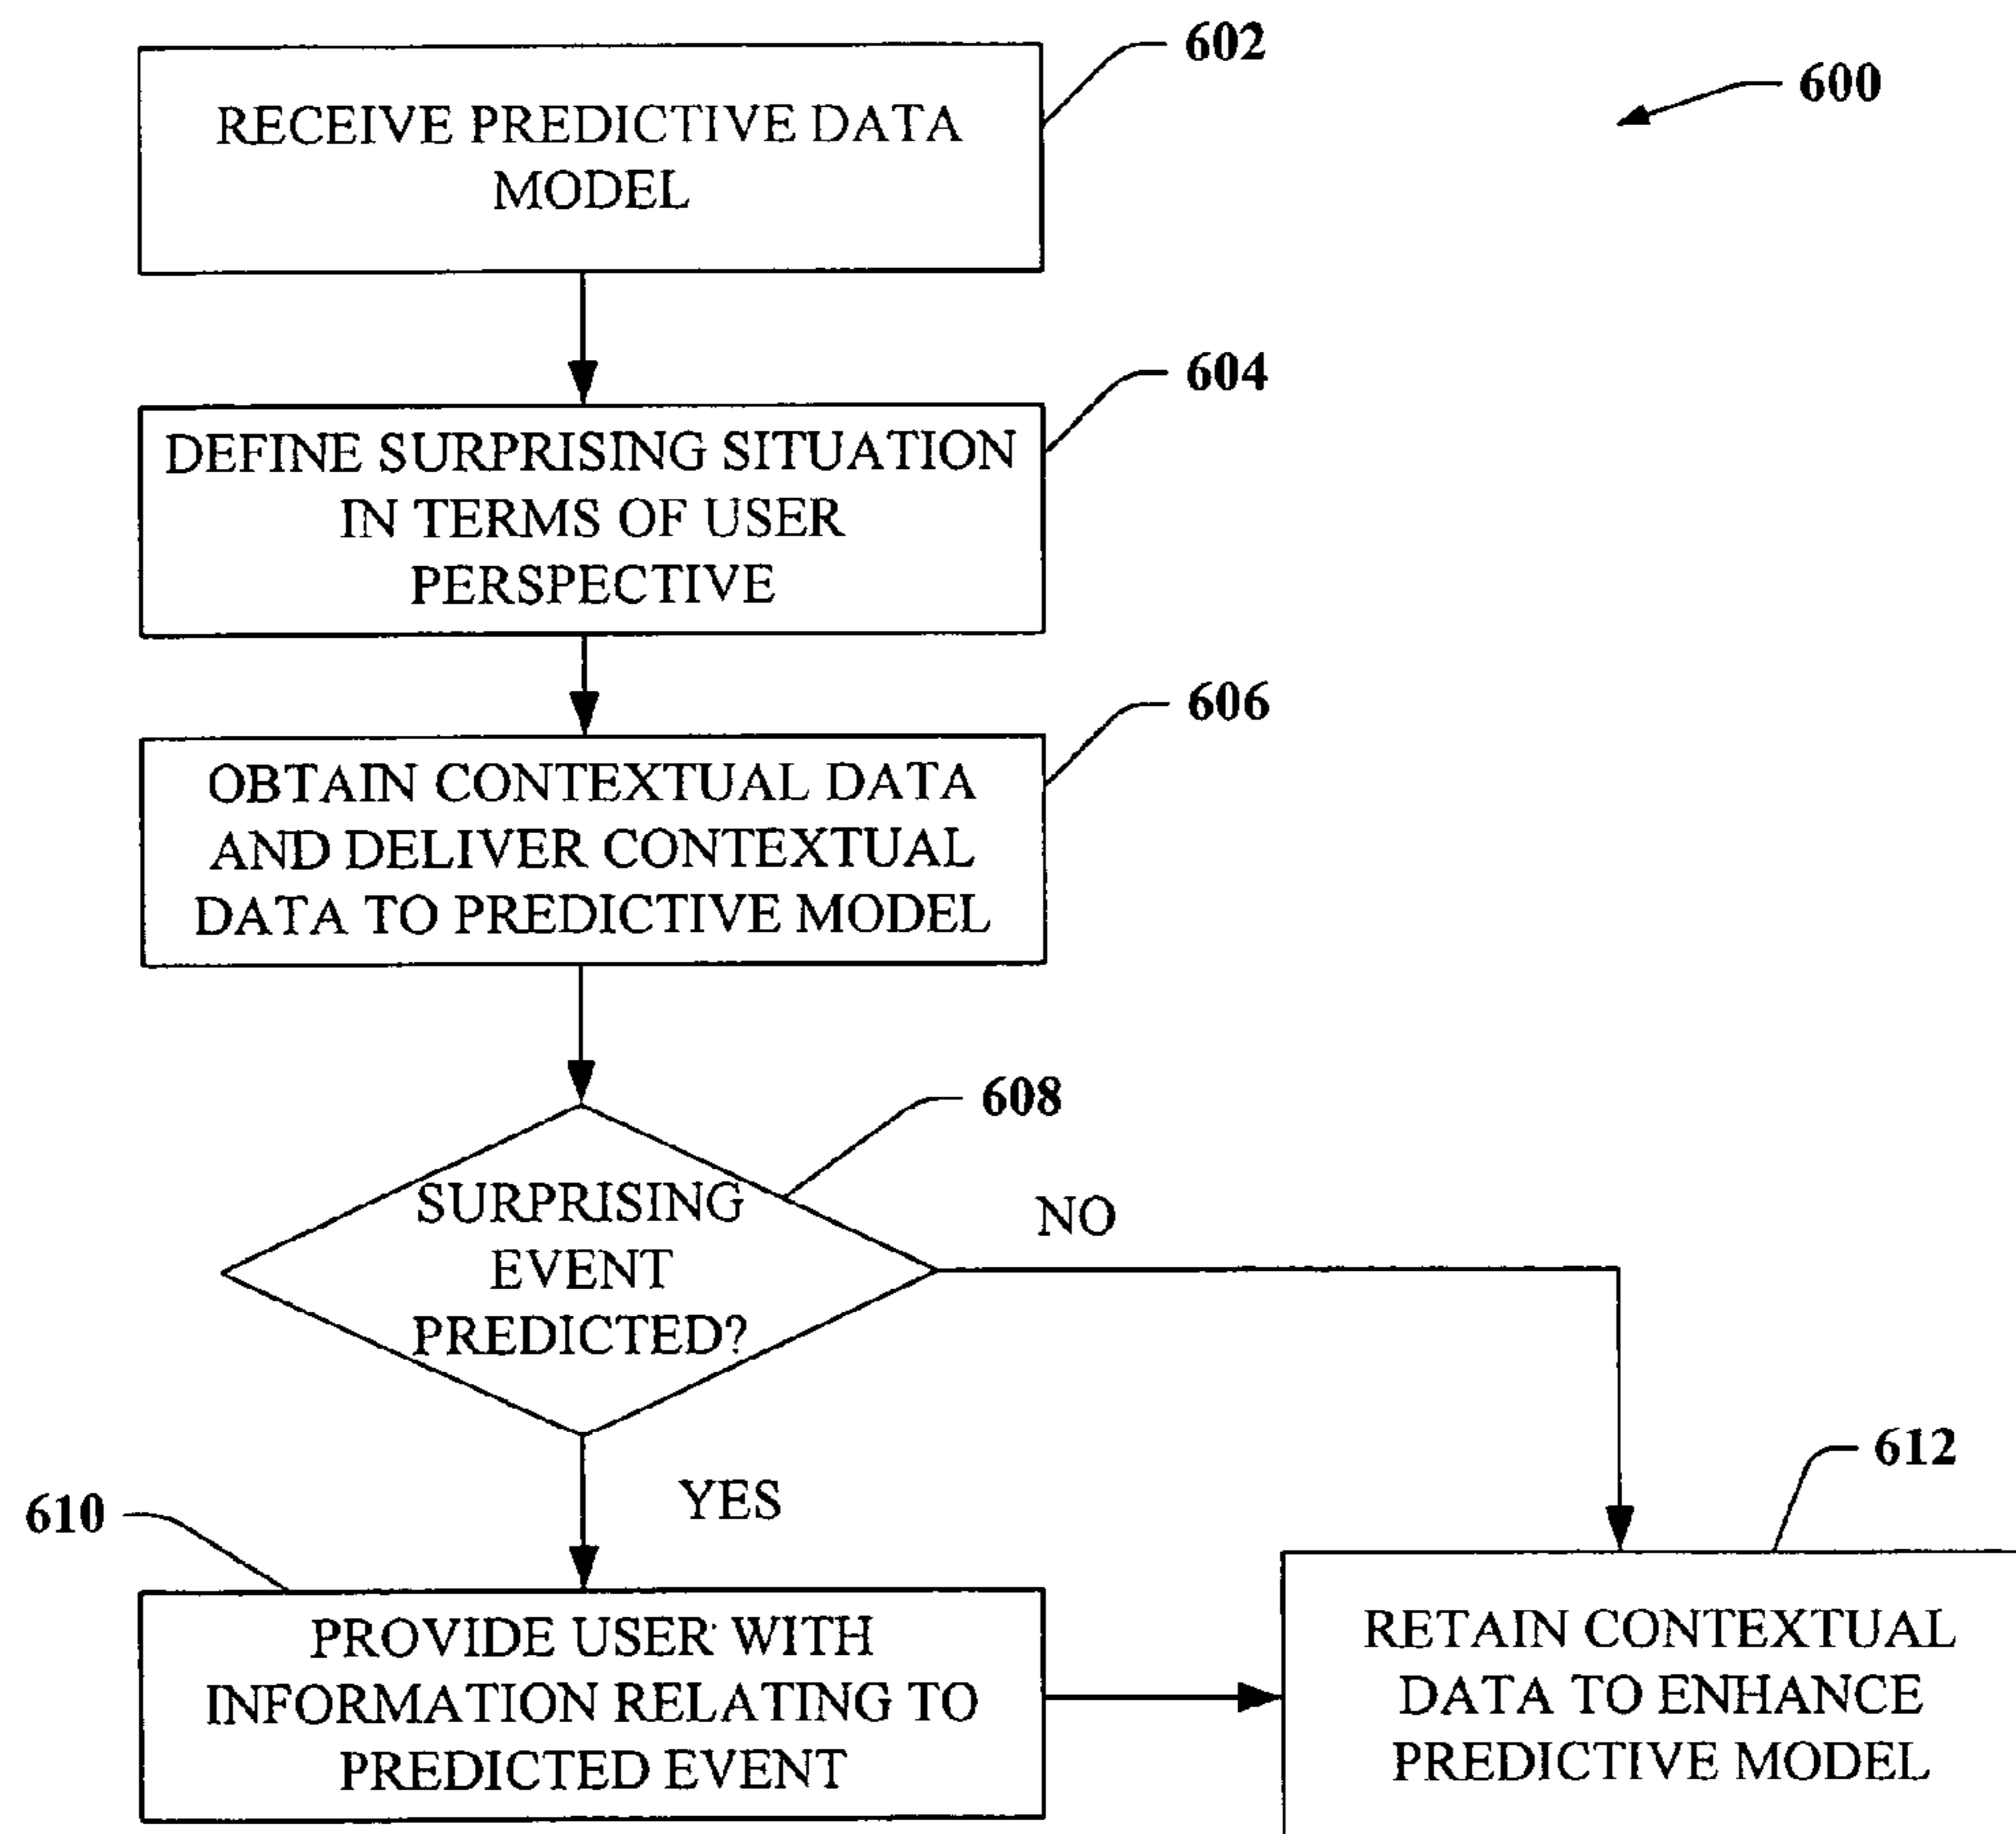 602
600
RECEIVE PREDICTIVE DATA
MODEL
604
DEFINE SURPRISING SITUATION
IN TERMS OF USER
PERSPECTIVE
606
OBTAIN CONTEXTUAL DATA
AND DELIVER CONTEXTUAL
DATA TO PREDICTIVE MODEL
608
SURPRISING
EVENT
PREDICTED?
NO
YES
610
PROVIDE USER WITH
INFORMATION RELATING TO
PREDICTED EVENT
612
RETAIN CONTEXTUAL
DATA TO ENHANCE
PREDICTIVE MODEL